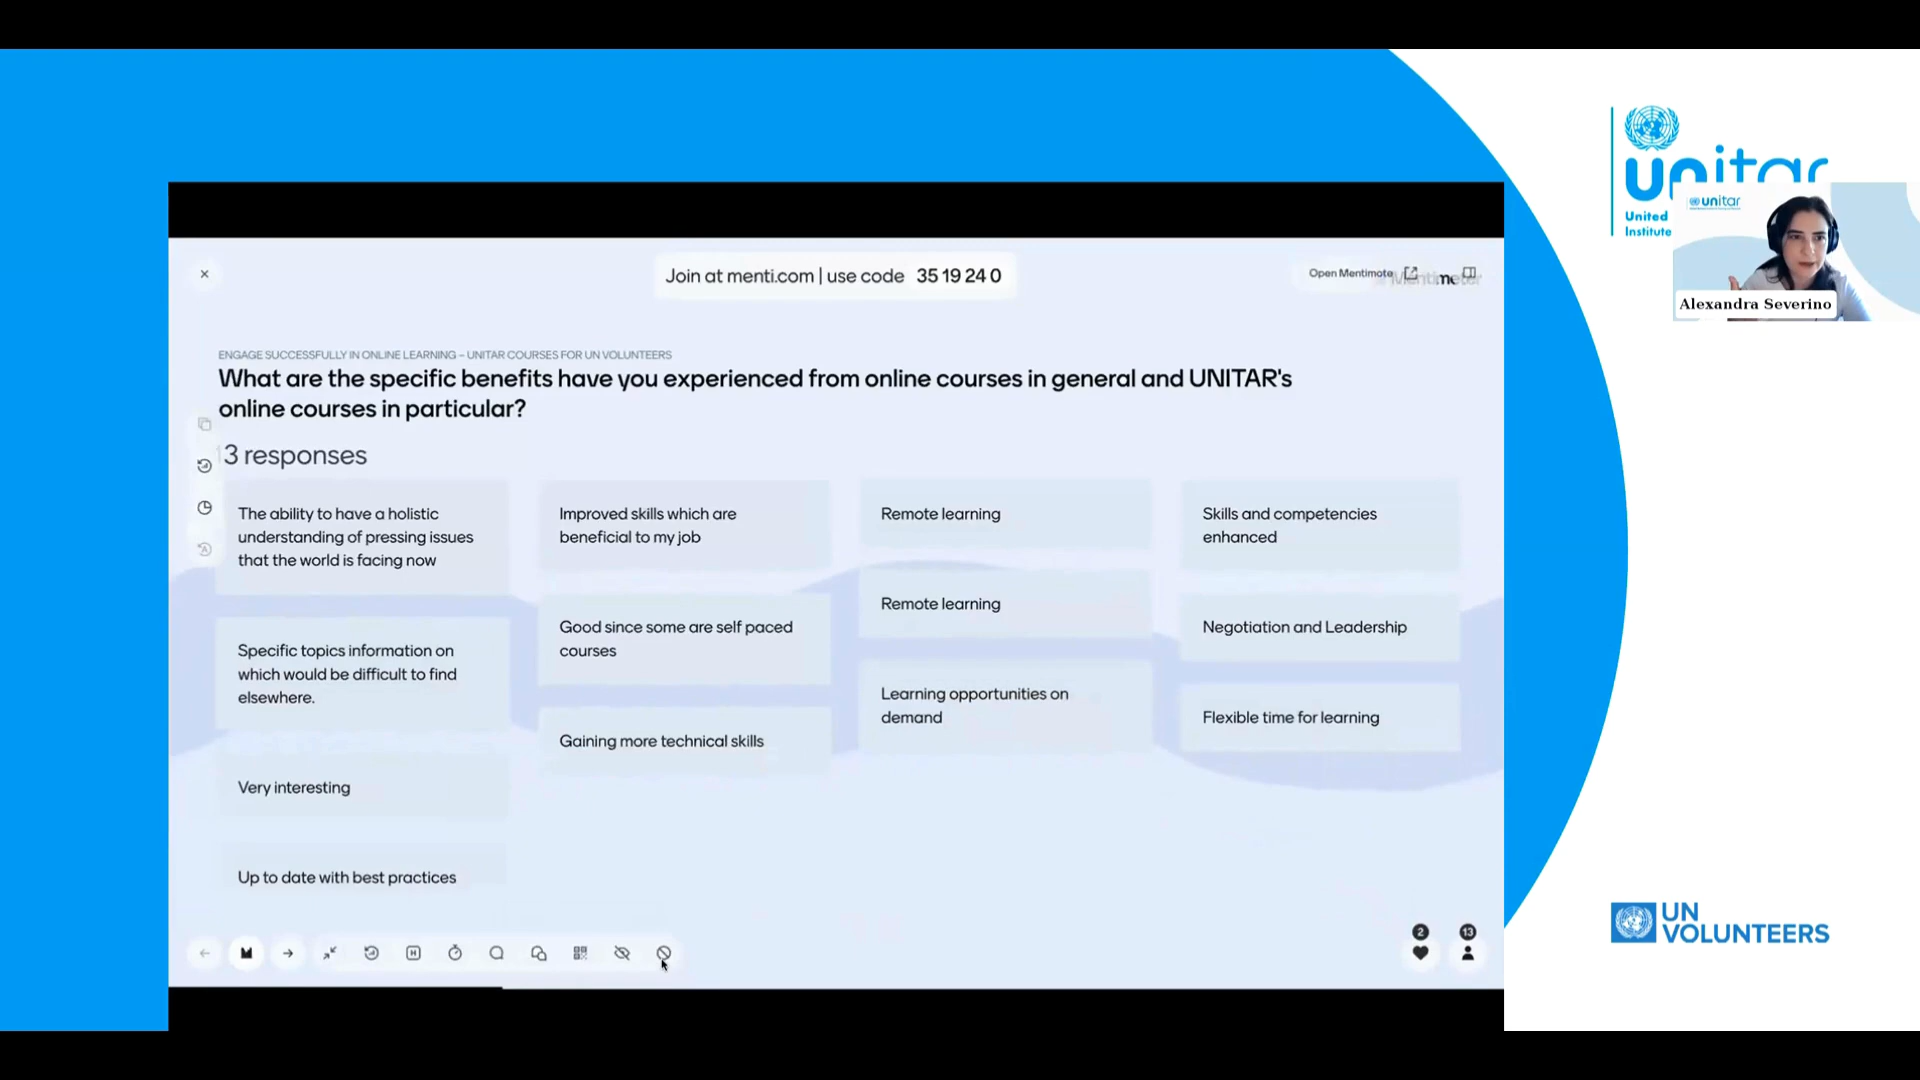 Join at menti.com | use code 35 19 24 0
Open Mentimote
ENGAGE SUCCESSFULLY IN ONLINE LEARNING – UNITAR COURSES FOR UN VOLUNTEERS
What are the specific benefits have you experienced from online courses in general and UNITAR's
online courses in particular?
13 responses
The ability to have a holistic
understanding of pressing issues
that the world is facing now
Specific topics information on
which would be difficult to find
elsewhere.
Very interesting
Up to date with best practices
Improved skills which are
beneficial to my job
Good since some are self paced
courses
Gaining more technical skills
Remote learning
Remote learning
Learning opportunities on
demand
Skills and competencies
enhanced
Negotiation and Leadership
Flexible time for learning
2
13
unitar
United
Institute
unitar
Alexandra Severino
UN
VOLUNTEERS